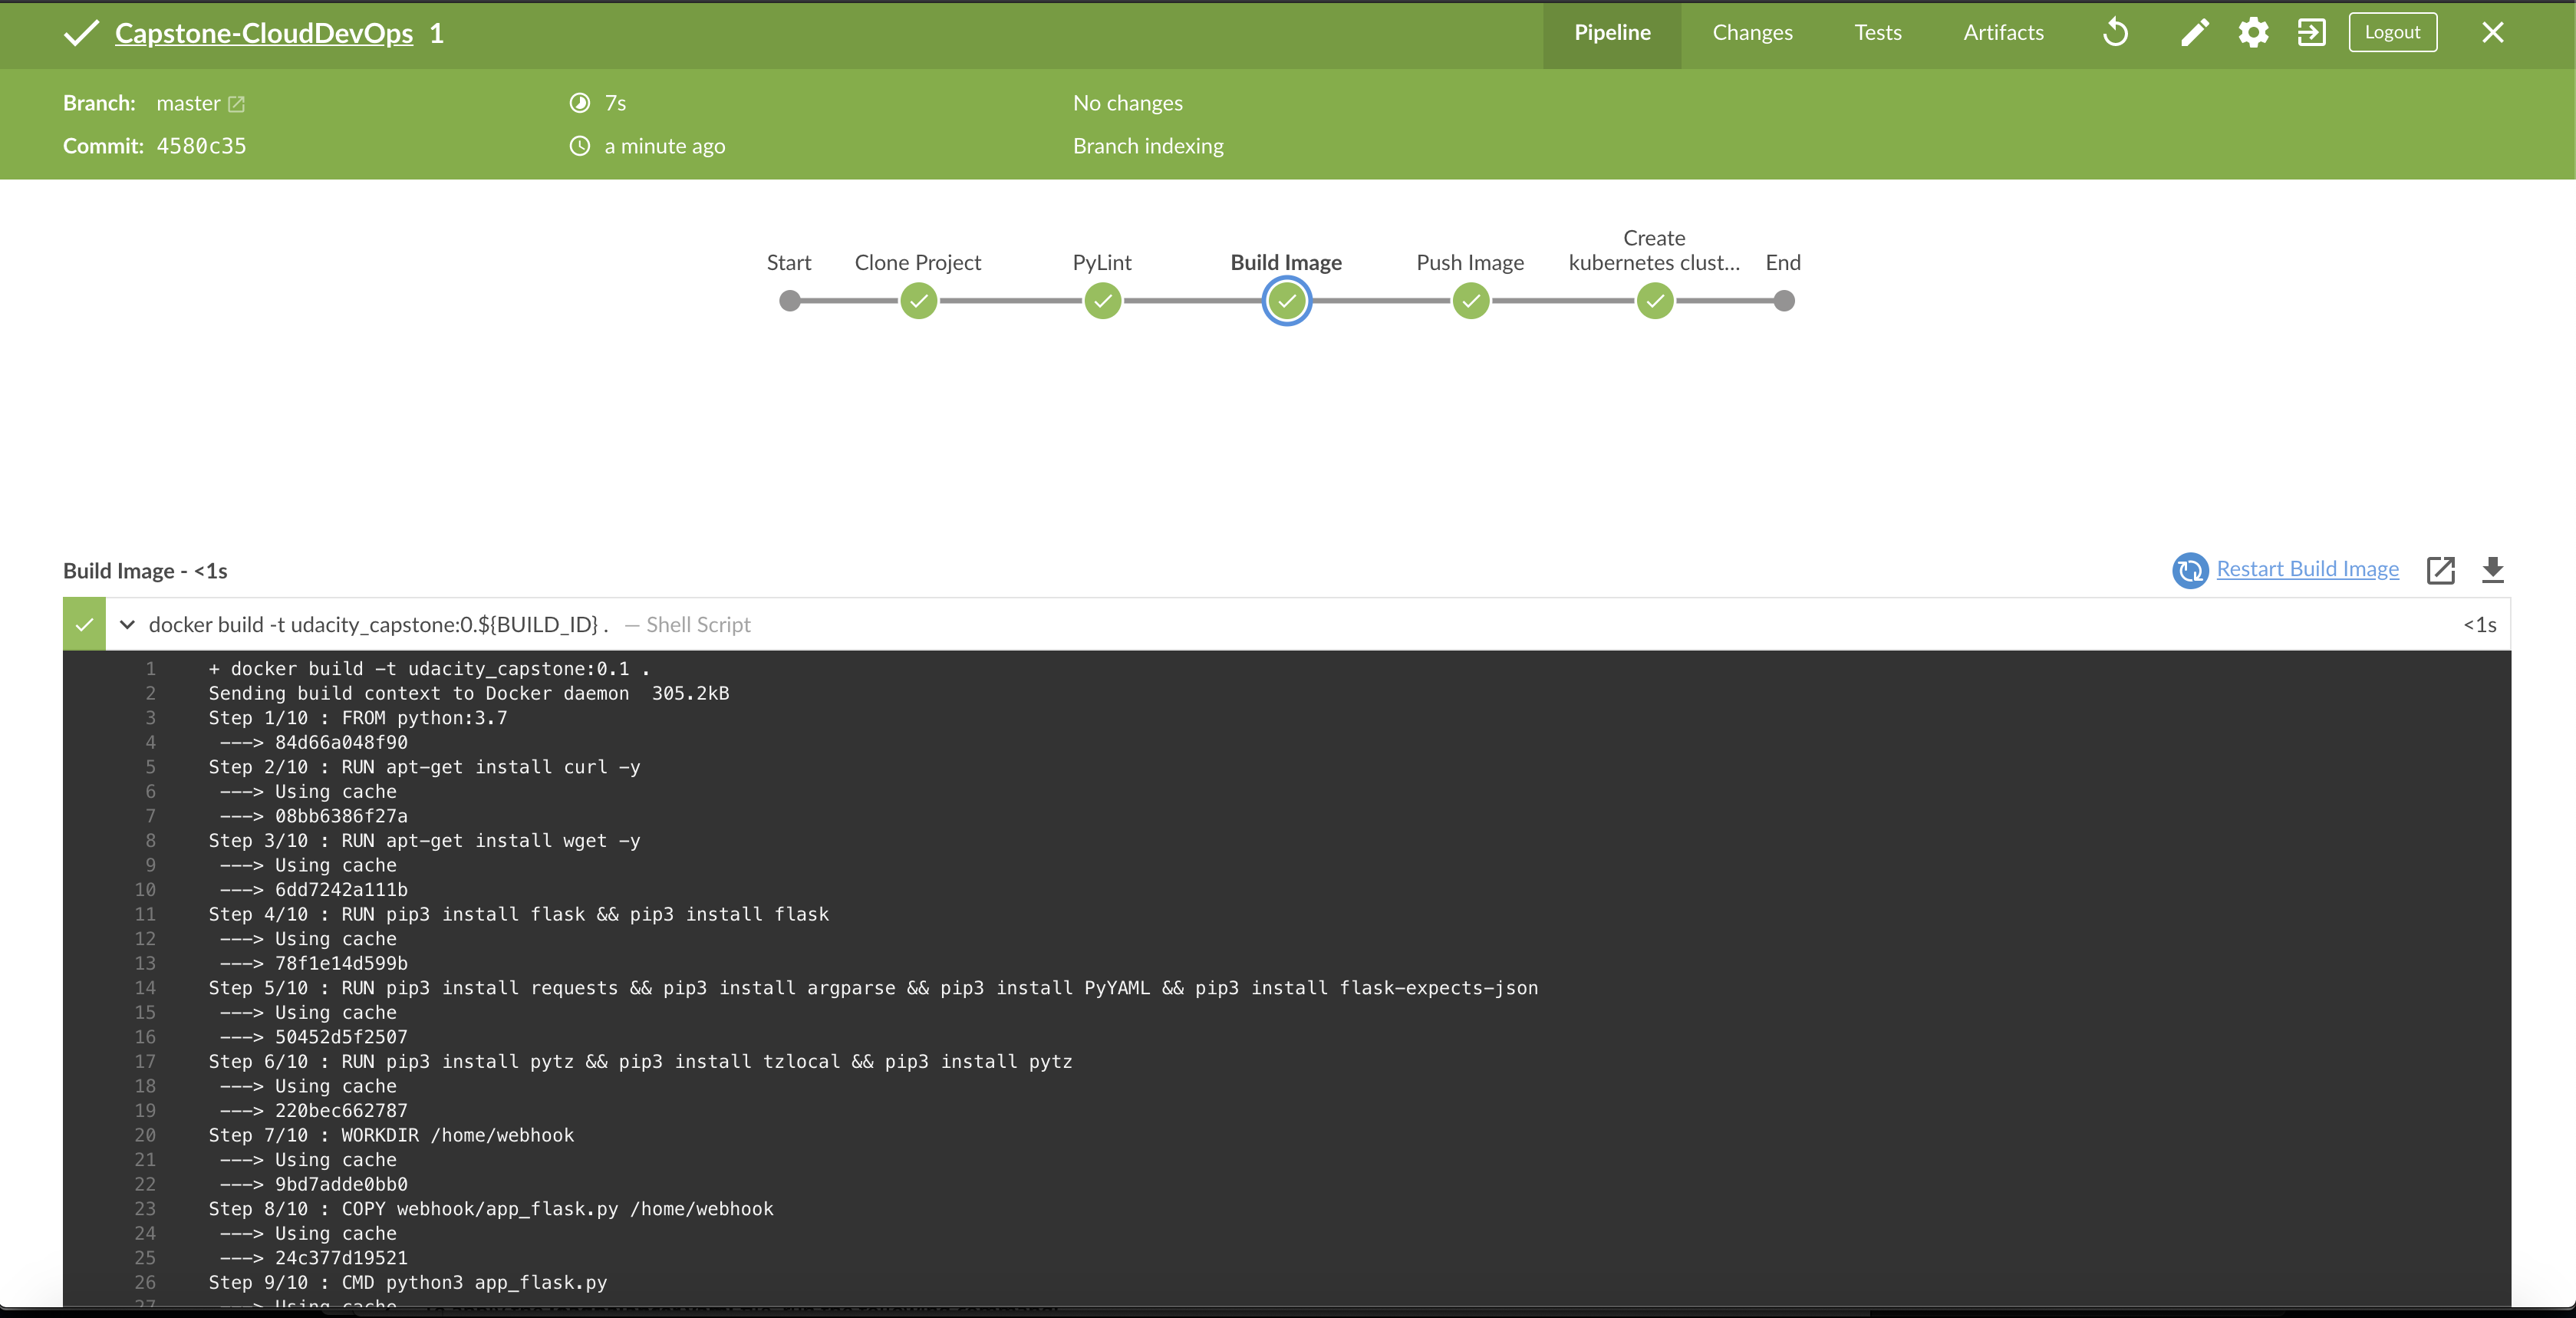 Capstone-CloudDevOps 1 Pipeline Changes Tests Artifacts Logout
Branch: master 7s No changes
Commit: 4580c35 a minute ago Branch indexing
Create
Start Clone Project PyLint Build Image Push Image kubernetes clust... End
Build Image - <1s Restart Build Image
docker build -t udacity_capstone:0.${BUILD_ID} . — Shell Script <1s
1 + docker build -t udacity_capstone:0.1 .
2 Sending build context to Docker daemon 305.2kB
3 Step 1/10 : FROM python:3.7
4 ---> 84d66a048f90
5 Step 2/10 : RUN apt-get install curl -y
6 ---> Using cache
7 ---> 08bb6386f27a
8 Step 3/10 : RUN apt-get install wget -y
9 ---> Using cache
10 ---> 6dd7242a111b
11 Step 4/10 : RUN pip3 install flask && pip3 install flask
12 ---> Using cache
13 ---> 78f1e14d599b
14 Step 5/10 : RUN pip3 install requests && pip3 install argparse && pip3 install PyYAML && pip3 install flask-expects-json
15 ---> Using cache
16 ---> 50452d5f2507
17 Step 6/10 : RUN pip3 install pytz && pip3 install tzlocal && pip3 install pytz
18 ---> Using cache
19 ---> 220bec662787
20 Step 7/10 : WORKDIR /home/webhook
21 ---> Using cache
22 ---> 9bd7adde0bb0
23 Step 8/10 : COPY webhook/app_flask.py /home/webhook
24 ---> Using cache
25 ---> 24c377d19521
26 Step 9/10 : CMD python3 app_flask.py
27 ---> Using cache